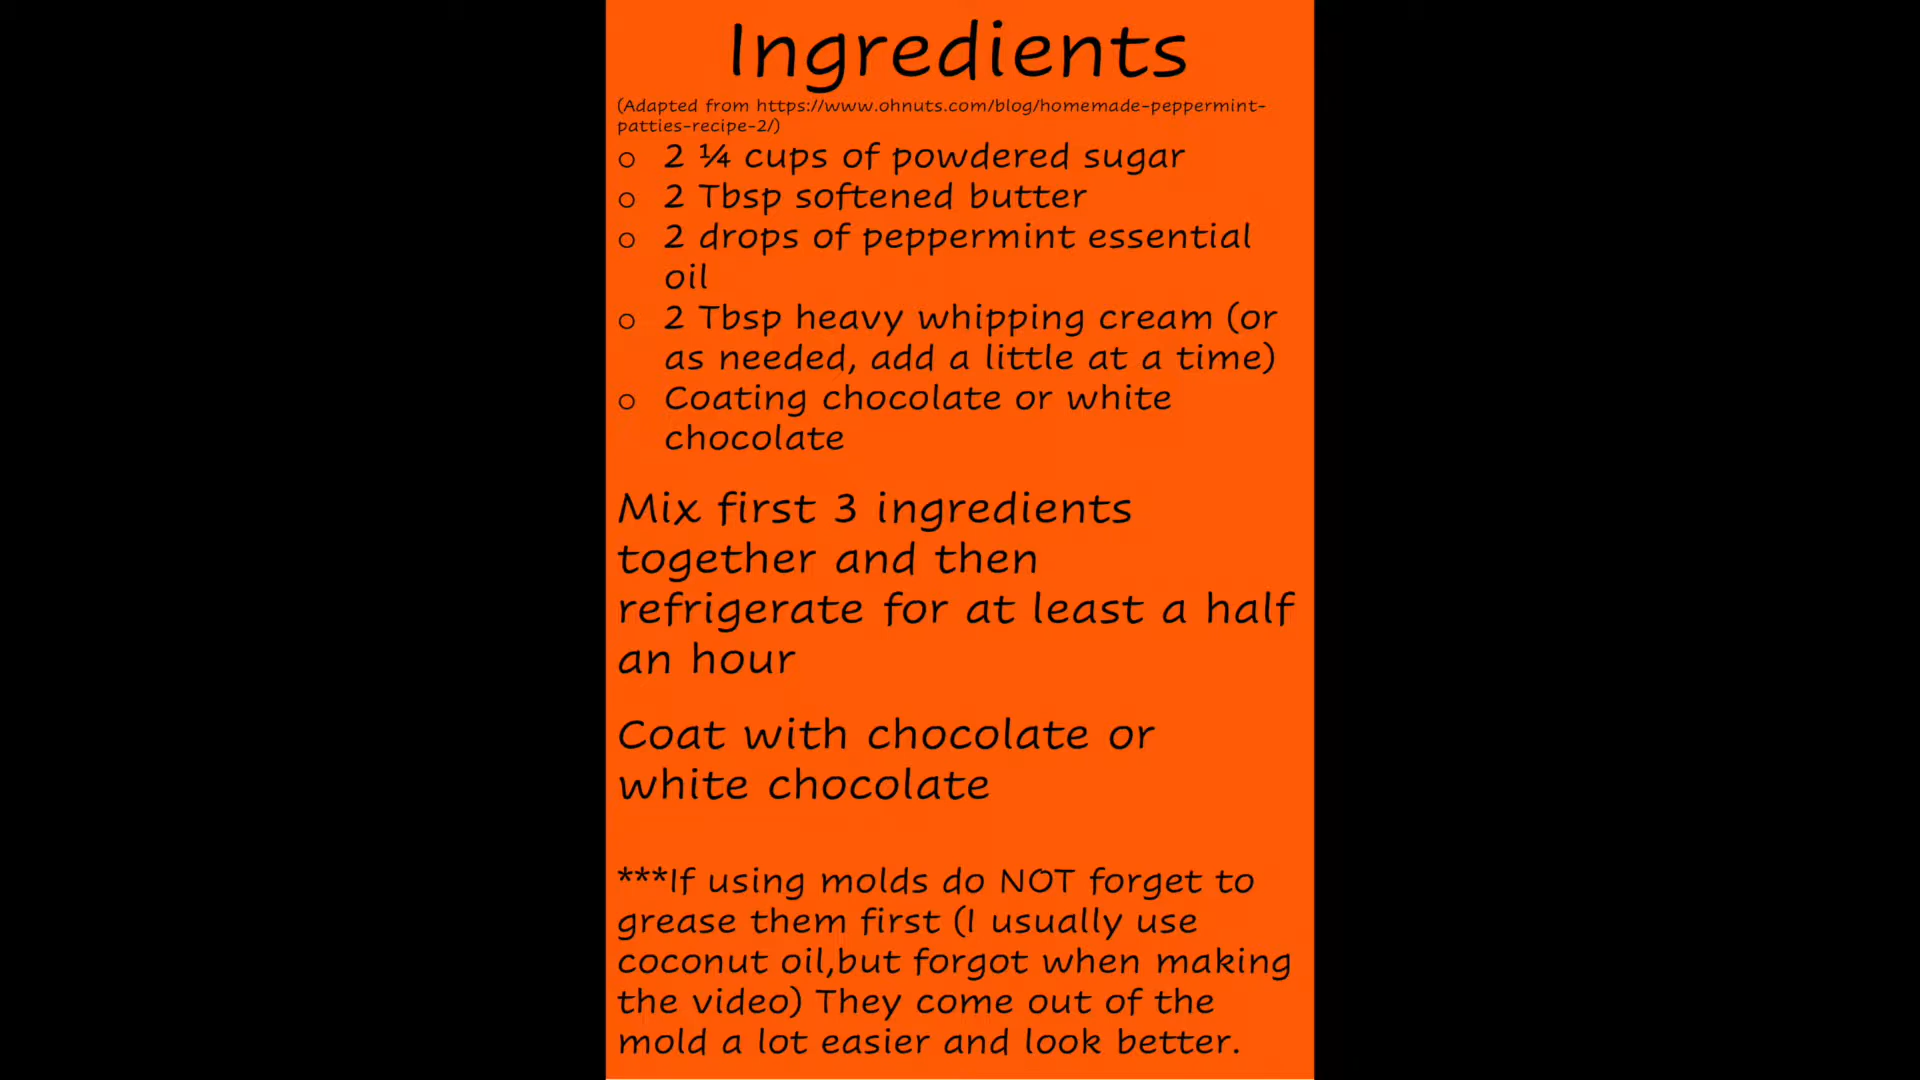 Ingredients
(Adapted from https://www.ohnuts.com/blog/homemade-peppermint-
patties-recipe-2/)
o 2 ¼ cups of powdered sugar
o 2 Tbsp softened butter
o 2 drops of peppermint essential
oil
o 2 Tbsp heavy whipping cream (or
as needed, add a little at a time)
o Coating chocolate or white
chocolate
Mix first 3 ingredients
together and then
refrigerate for at least a half
an hour
Coat with chocolate or
white chocolate
***If using molds do NOT forget to
grease them first (I usually use
coconut oil,but forgot when making
the video) They come out of the
mold a lot easier and look better.